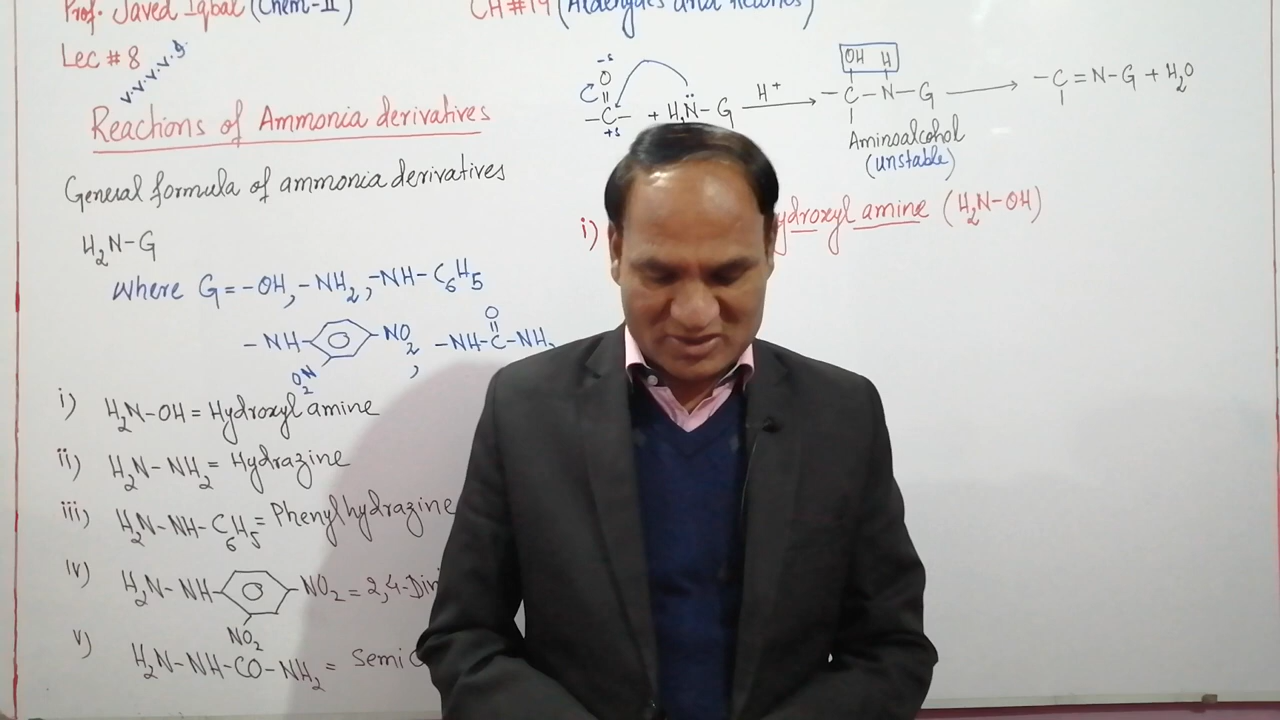 Prof. Javed Iqbal (Chem-II)
CH#19 (Aldehydes and Ketones)
Lec # 8
v.v.v.v.g
Reactions of Ammonia derivatives
General formula of ammonia derivatives
H₂N-G
Where G = -OH, -NH₂, -NH-C₆H₅
-NH- -NO₂, -NH-C-NH₂
O
O₂N
i) H₂N-OH = Hydroxyl amine
ii) H₂N-NH₂ = Hydrazine
iii) H₂N-NH-C₆H₅ = Phenylhydrazine
iv) H₂N-NH- -NO₂ = 2,4-Din
NO₂
v) H₂N-NH-CO-NH₂ = Semi
-δ
O
-C- + H₂N̈-G
+δ
H⁺
OH H
-C-N-G
-C=N-G + H₂O
Aminoalcohol
(unstable)
i) ydroxyl amine (H₂N-OH)